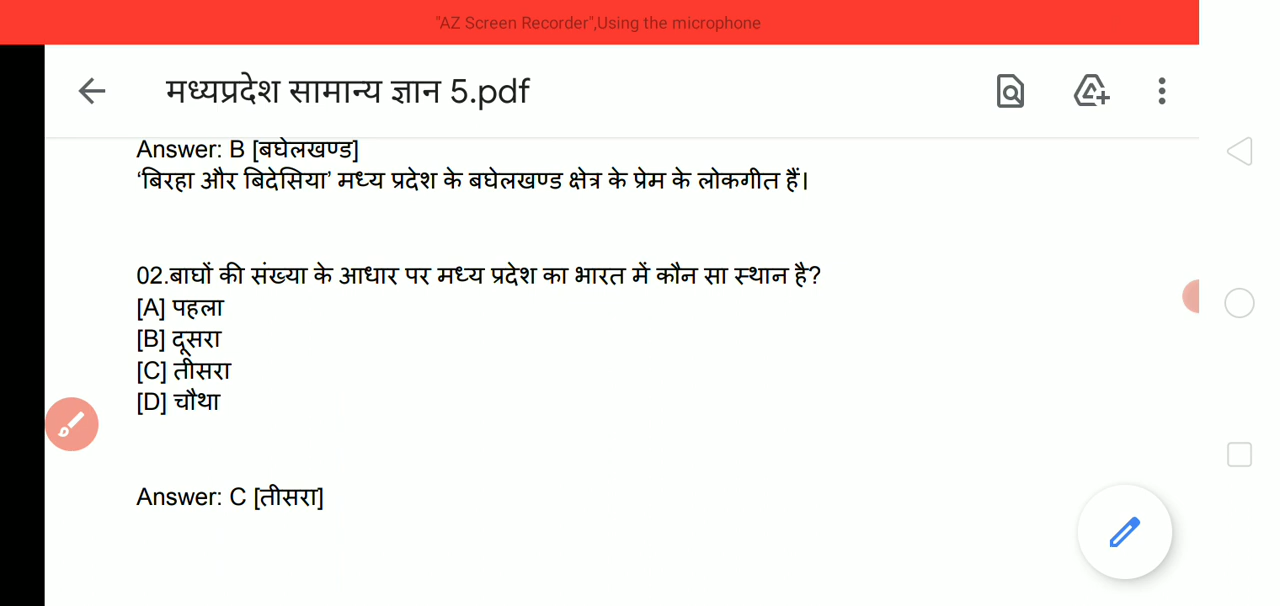 "AZ Screen Recorder",Using the microphone
मध्यप्रदेश सामान्य ज्ञान 5.pdf
Answer: B [बघेलखण्ड]
‘बिरहा और बिदेसिया’ मध्य प्रदेश के बघेलखण्ड क्षेत्र के प्रेम के लोकगीत हैं।
02.बाघों की संख्या के आधार पर मध्य प्रदेश का भारत में कौन सा स्थान है?
[A] पहला
[B] दूसरा
[C] तीसरा
[D] चौथा
Answer: C [तीसरा]